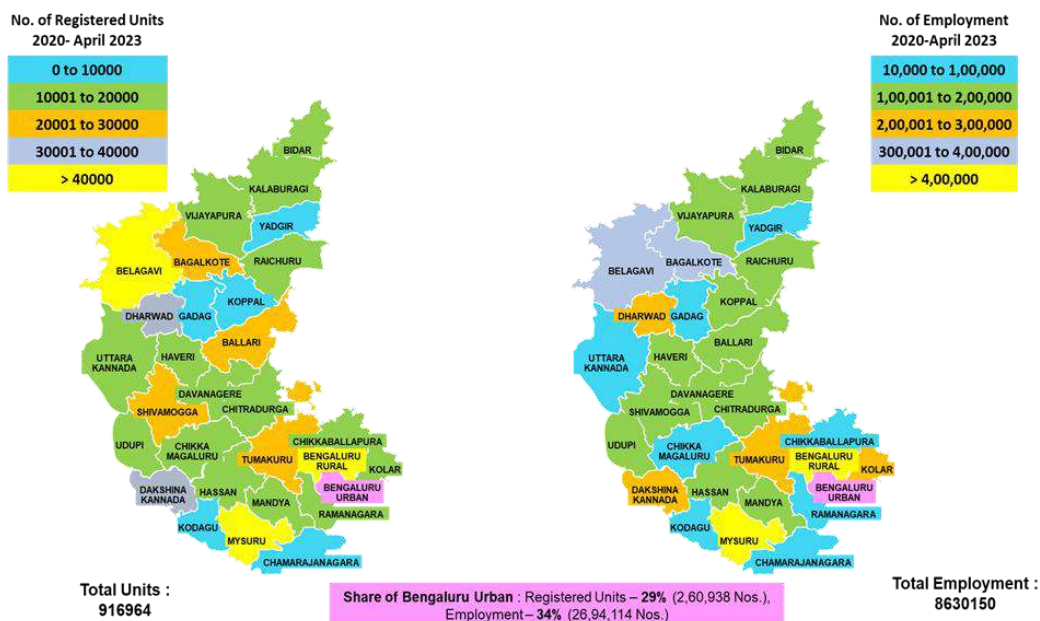 No. of Registered Units
2020- April 2023
0 to 10000
10001 to 20000
20001 to 30000
30001 to 40000
> 40000
BIDAR
KALABURAGI
VIJAYAPURA
YADGIR
BELAGAVI
BAGALKOTE
RAICHURU
DHARWAD
GADAG
KOPPAL
BALLARI
UTTARA
KANNADA
HAVERI
DAVANAGERE
SHIVAMOGGA
CHITRADURGA
UDUPI
CHIKKA
MAGALURU
TUMAKURU
CHIKKABALLAPURA
BENGALURU
RURAL
KOLAR
DAKSHINA
KANNADA
HASSAN
BENGALURU
URBAN
MANDYA
RAMANAGARA
KODAGU
MYSURU
CHAMARAJANAGARA
Total Units :
916964
No. of Employment
2020-April 2023
10,000 to 1,00,000
1,00,001 to 2,00,000
2,00,001 to 3,00,000
300,001 to 4,00,000
> 4,00,000
BIDAR
KALABURAGI
VIJAYAPURA
YADGIR
BELAGAVI
BAGALKOTE
RAICHURU
DHARWAD
GADAG
KOPPAL
BALLARI
UTTARA
KANNADA
HAVERI
DAVANAGERE
SHIVAMOGGA
CHITRADURGA
UDUPI
CHIKKA
MAGALURU
TUMAKURU
CHIKKABALLAPURA
BENGALURU
RURAL
KOLAR
DAKSHINA
KANNADA
HASSAN
BENGALURU
URBAN
MANDYA
RAMANAGARA
KODAGU
MYSURU
CHAMARAJANAGARA
Total Employment :
8630150
Share of Bengaluru Urban : Registered Units – 29% (2,60,938 Nos.),
Employment – 34% (26,94,114 Nos.)